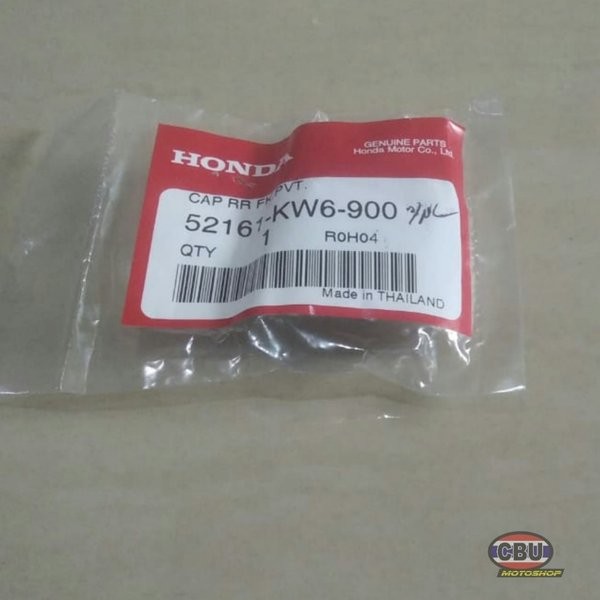 HONDA
GENUINE PARTS
Honda Motor Co., Ltd.
CAP RR FK PVT.
52161-KW6-900
QTY 1 R0H04
Made in THAILAND
CBU
MOTOSHOP